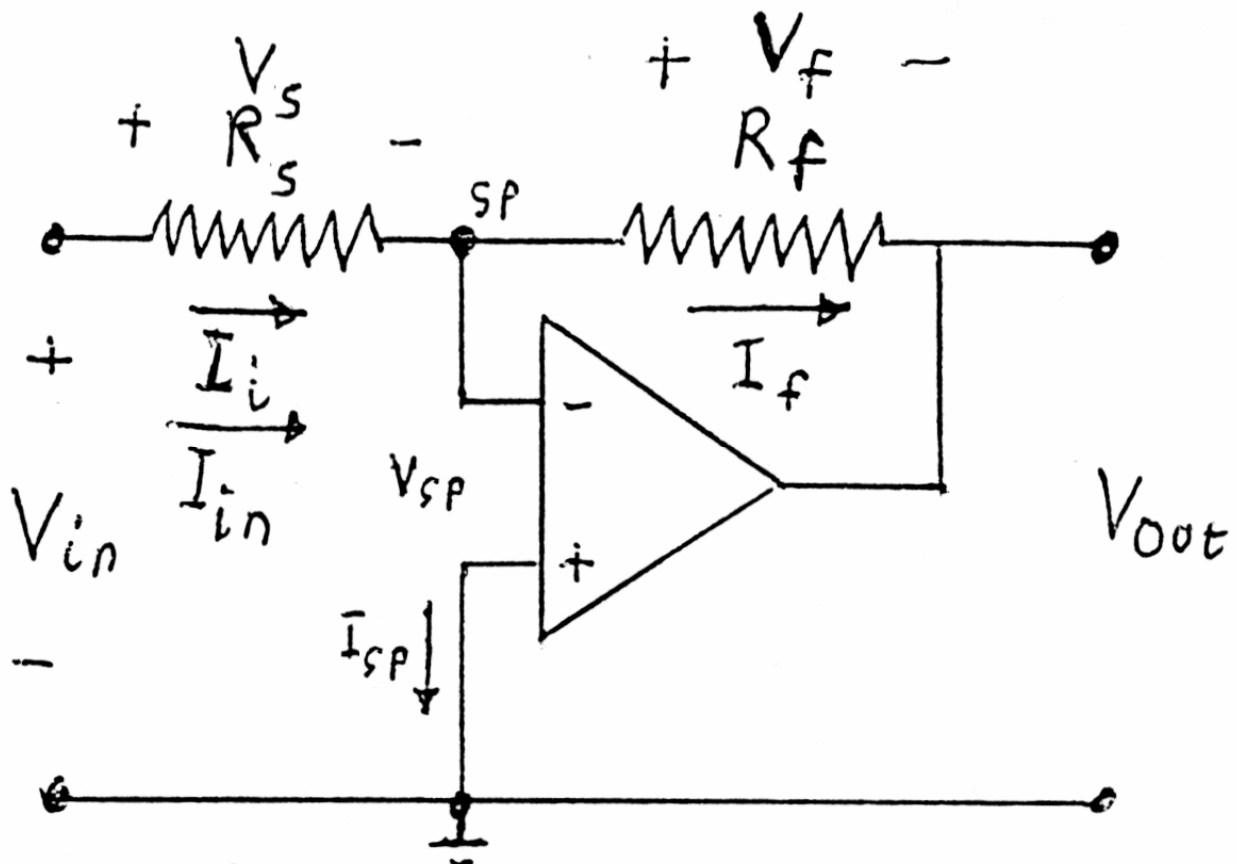 V_s
+ R_s -
+ V_f -
R_f
SP
I_i
I_in
I_f
+
V_in
-
-
V_SP
+
I_SP
V_out